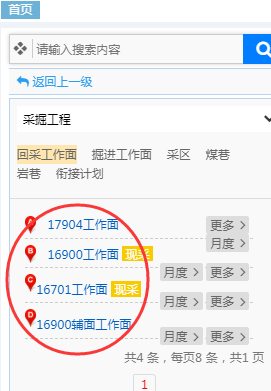 首页
请输入搜索内容
返回上一级
采掘工程
回采工作面 掘进工作面 采区 煤巷
岩巷 衔接计划
A 17904工作面 更多 >
月度 >
B 16900工作面 现采
月度 > 更多 >
C 16701工作面 现采
月度 > 更多 >
D 16900辅面工作面
月度 > 更多 >
共4 条，每页8 条，共1 页
1